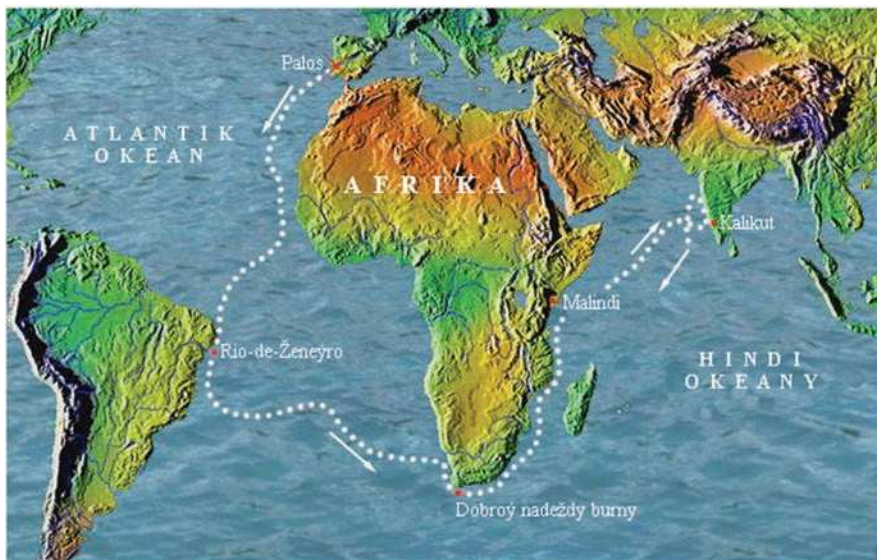 Palos
ATLANTIK
OKEAN
AFRIKA
Kalikut
Malindi
Rio-de-Ženeýro
HINDI
OKEANY
Dobroý nadeždy burny